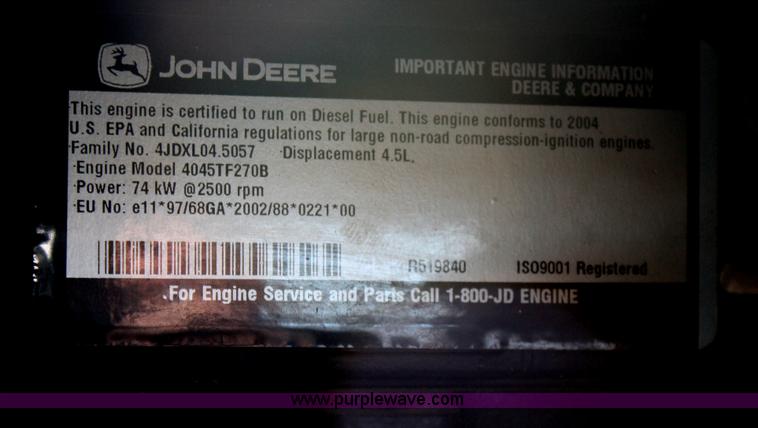 JOHN DEERE
IMPORTANT ENGINE INFORMATION
DEERE & COMPANY
This engine is certified to run on Diesel Fuel. This engine conforms to 2004
U.S. EPA and California regulations for large non-road compression-ignition engines.
·Family No. 4JDXL04.5057 ·Displacement 4.5L.
·Engine Model 4045TF270B
·Power: 74 kW @2500 rpm
·EU No: e11*97/68GA*2002/88*0221*00
R519840 ISO9001 Registered
.For Engine Service and Parts Call 1-800-JD ENGINE
www.purplewave.com